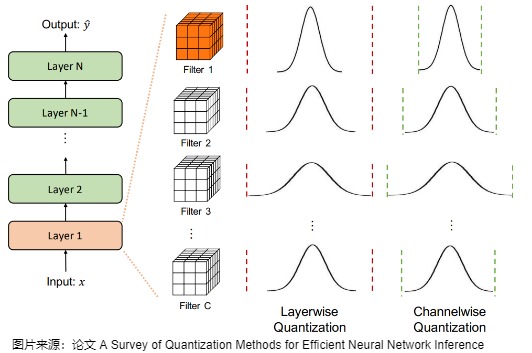 Output: ŷ
Layer N
Layer N-1
Layer 2
Layer 1
Input: x
Filter 1
Filter 2
Filter 3
Filter C
Layerwise
Quantization
Channelwise
Quantization
图片来源：论文 A Survey of Quantization Methods for Efficient Neural Network Inference